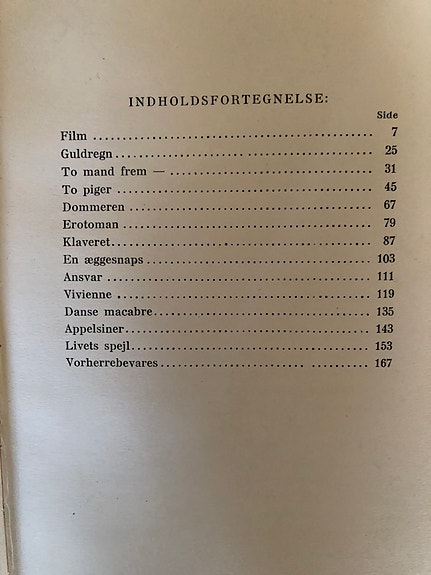 INDHOLDSFORTEGNELSE:
Side
Film ........................................ 7
Guldregn ........................................ 25
To mand frem — ........................................ 31
To piger ........................................ 45
Dommeren ........................................ 67
Erotoman ........................................ 79
Klaveret ........................................ 87
En æggesnaps ........................................ 103
Ansvar ........................................ 111
Vivienne ........................................ 119
Danse macabre ........................................ 135
Appelsiner ........................................ 143
Livets spejl ........................................ 153
Vorherrebevares ........................................ 167